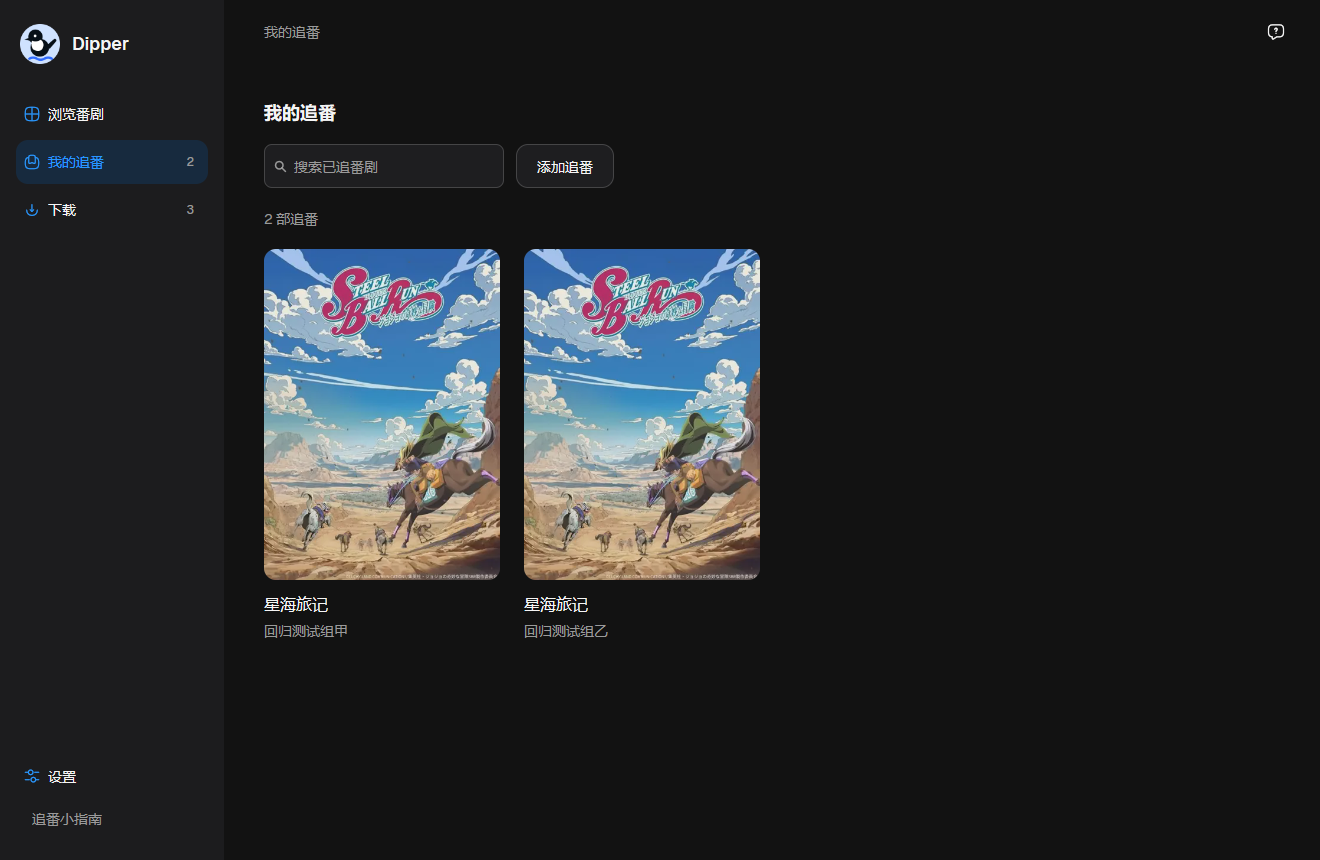 Dipper
浏览番剧
我的追番 2
下载 3
设置
追番小指南
我的追番
我的追番
搜索已追番剧
添加追番
2 部追番
STEEL BALL RUN
STEEL BALL RUN
星海旅记
回归测试组甲
星海旅记
回归测试组乙